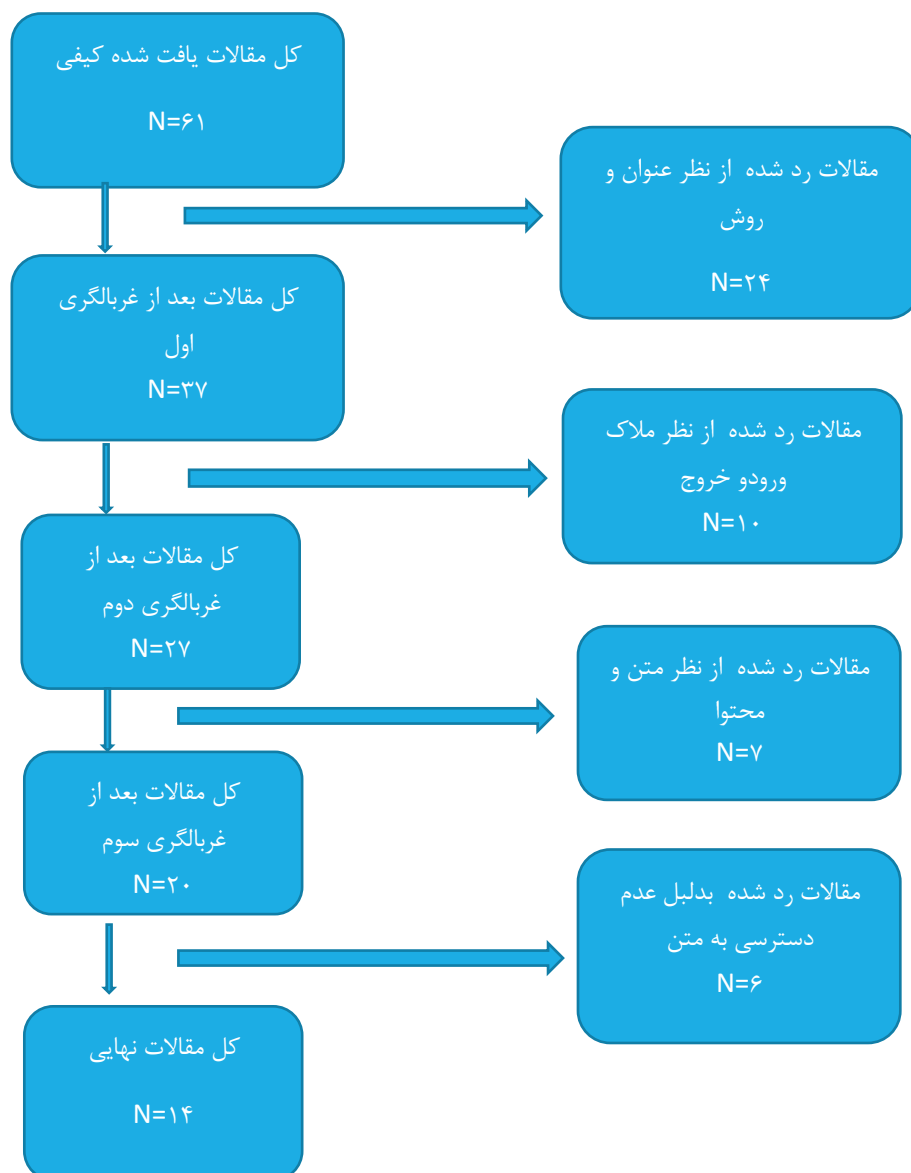 کل مقالات یافت شده کیفی
N=۶۱
مقالات رد شده از نظر عنوان و
روش
N=۲۴
کل مقالات بعد از غربالگری
اول
N=۳۷
مقالات رد شده از نظر ملاک
ورودو خروج
N=۱۰
کل مقالات بعد از
غربالگری دوم
N=۲۷
مقالات رد شده از نظر متن و
محتوا
N=۷
کل مقالات بعد از
غربالگری سوم
N=۲۰
مقالات رد شده بدلبل عدم
دسترسی به متن
N=۶
کل مقالات نهایی
N=۱۴